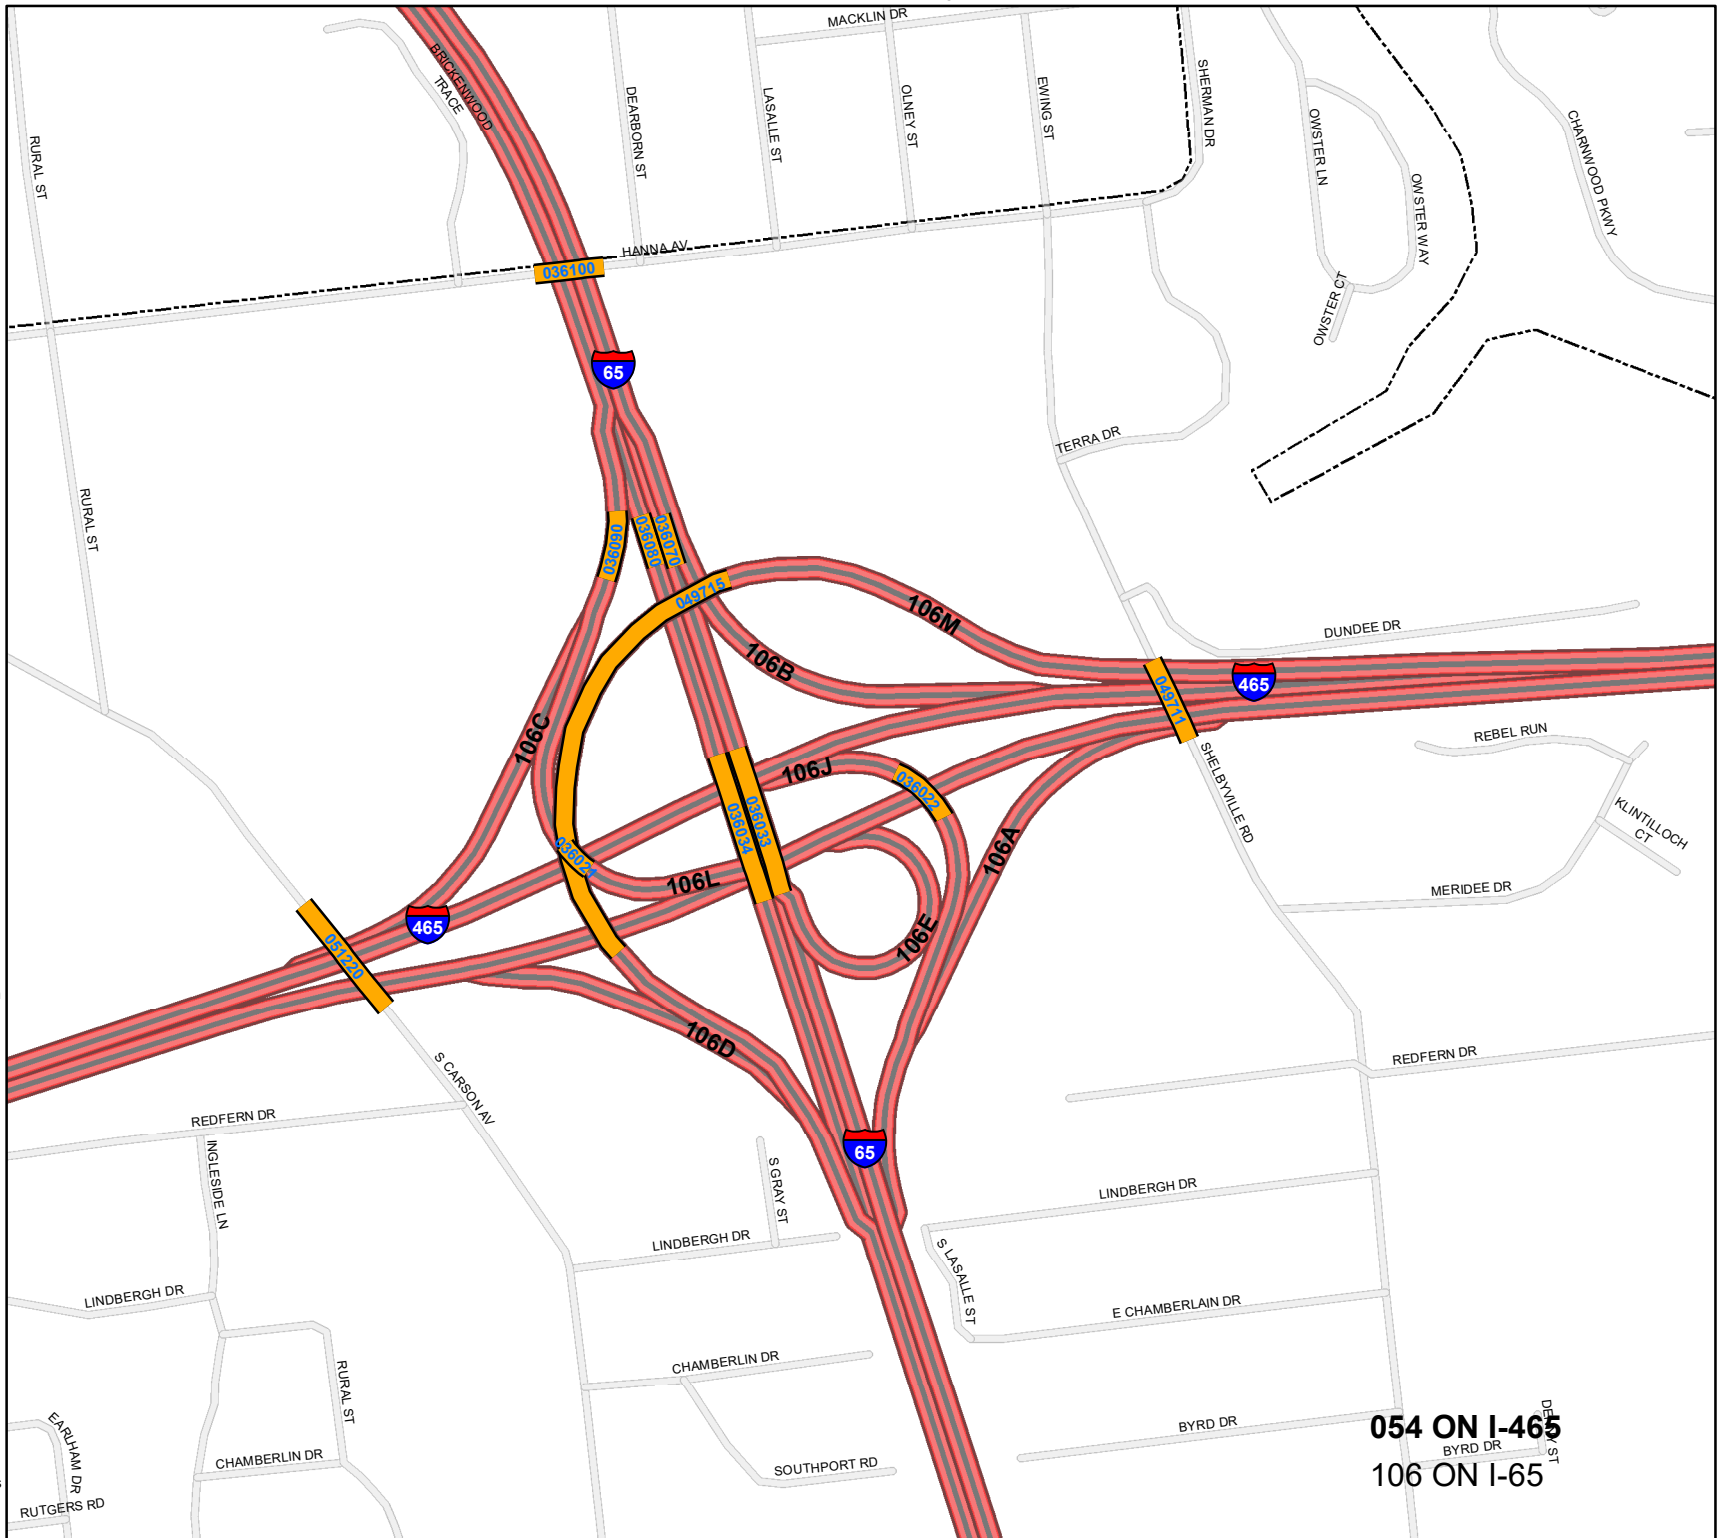 MACKLIN DR
BRICKENWOOD
TRACE
RURAL ST
DEARBORN ST
LASALLE ST
OLNEY ST
EWING ST
SHERMAN DR
OWSTER LN
OWSTER WAY
CHARNWOOD PKWY
HANNA AV
036100
OWSTER CT
65
TERRA DR
RURAL ST
036090
036080
036070
049715
106M
DUNDEE DR
106B
465
049711
106C
REBEL RUN
106J
036022
SHELBYVILLE RD
036034
036033
KLINTILLOCH
CT
106A
036021
106L
MERIDEE DR
465
106E
051220
106D
S CARSON AV
REDFERN DR
REDFERN DR
65
INGLESIDE LN
S GRAY ST
LINDBERGH DR
LINDBERGH DR
S LASALLE ST
LINDBERGH DR
E CHAMBERLAIN DR
CHAMBERLIN DR
RURAL ST
EARLHAM DR
BYRD DR
054 ON I-465
BYRD DR
CHAMBERLIN DR
SOUTHPORT RD
106 ON I-65
RUTGERS RD